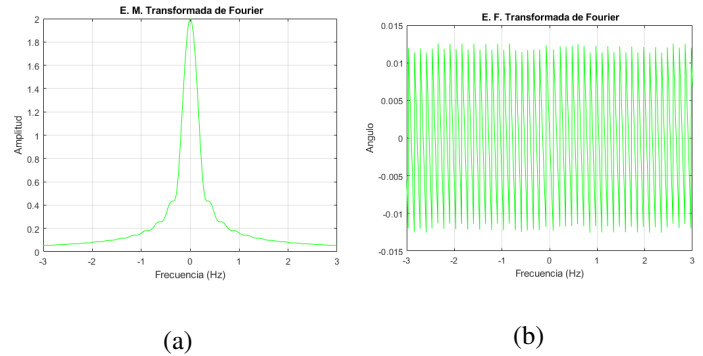 E. M. Transformada de Fourier
2
1.8
1.6
1.4
1.2
1
0.8
0.6
0.4
0.2
0
Amplitud
-3 -2 -1 0 1 2 3
Frecuencia (Hz)
(a)
E. F. Transformada de Fourier
0.015
0.01
0.005
0
-0.005
-0.01
-0.015
Angulo
-3 -2 -1 0 1 2 3
Frecuencia (Hz)
(b)